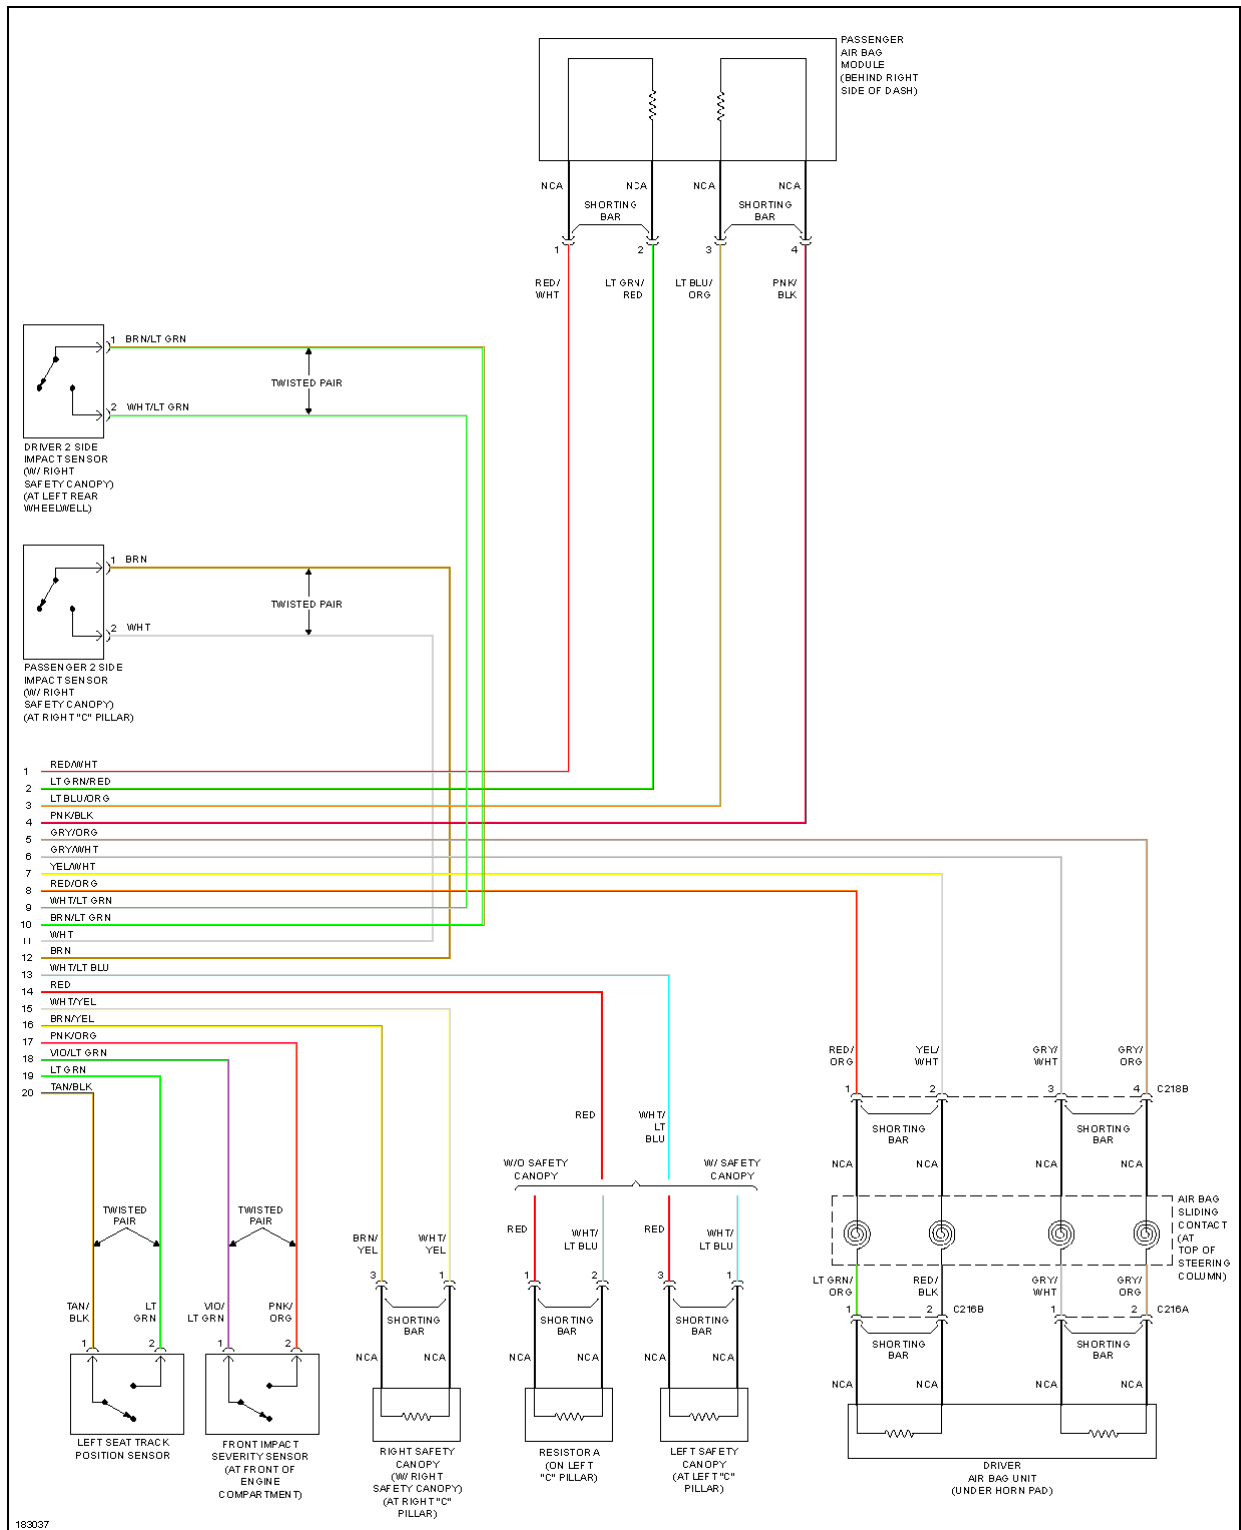 PASSENGER
AIR BAG
MODULE
(BEHIND RIGHT
SIDE OF DASH)
NCA NCA NCA NCA
SHORTING
BAR
SHORTING
BAR
1 2 3 4
RED/
WHT
LT GRN/
RED
LT BLU/
ORG
PNK/
BLK
1 BRN/LT GRN
TWISTED PAIR
2 WHT/LT GRN
DRIVER 2 SIDE
IMPACT SENSOR
(W/ RIGHT
SAFETY CANOPY)
(AT LEFT REAR
WHEELWELL)
1 BRN
TWISTED PAIR
2 WHT
PASSENGER 2 SIDE
IMPACT SENSOR
(W/ RIGHT
SAFETY CANOPY)
(AT RIGHT "C" PILLAR)
1 RED/WHT
2 LT GRN/RED
3 LT BLU/ORG
4 PNK/BLK
5 GRY/ORG
6 GRY/WHT
7 YEL/WHT
8 RED/ORG
9 WHT/LT GRN
10 BRN/LT GRN
11 WHT
12 BRN
13 WHT/LT BLU
14 RED
15 WHT/YEL
16 BRN/YEL
17 PNK/ORG
18 VIO/LT GRN
19 LT GRN
20 TAN/BLK
RED/
ORG
YEL/
WHT
GRY/
WHT
GRY/
ORG
1 2 3 4 C218B
SHORTING
BAR
SHORTING
BAR
NCA NCA NCA NCA
AIR BAG
SLIDING
CONTACT
(AT
TOP OF
STEERING
COLUMN)
LT GRN/
ORG
RED/
BLK
GRY/
WHT
GRY/
ORG
1 2 C216B 1 2 C216A
SHORTING
BAR
SHORTING
BAR
NCA NCA NCA NCA
DRIVER
AIR BAG UNIT
(UNDER HORN PAD)
RED
WHT/
LT
BLU
W/O SAFETY
CANOPY
W/ SAFETY
CANOPY
RED
WHT/
LT BLU
RED
WHT/
LT BLU
1 2 3 1
SHORTING
BAR
SHORTING
BAR
NCA NCA NCA NCA
RESISTOR A
(ON LEFT
"C" PILLAR)
LEFT SAFETY
CANOPY
(AT LEFT "C"
PILLAR)
BRN/
YEL
WHT/
YEL
3 1
SHORTING
BAR
NCA NCA
RIGHT SAFETY
CANOPY
(W/ RIGHT
SAFETY CANOPY)
(AT RIGHT "C"
PILLAR)
TWISTED
PAIR
TWISTED
PAIR
TAN/
BLK
LT
GRN
VIO/
LT GRN
PNK/
ORG
1 2 1 2
LEFT SEAT TRACK
POSITION SENSOR
FRONT IMPACT
SEVERITY SENSOR
(AT FRONT OF
ENGINE
COMPARTMENT)
183037